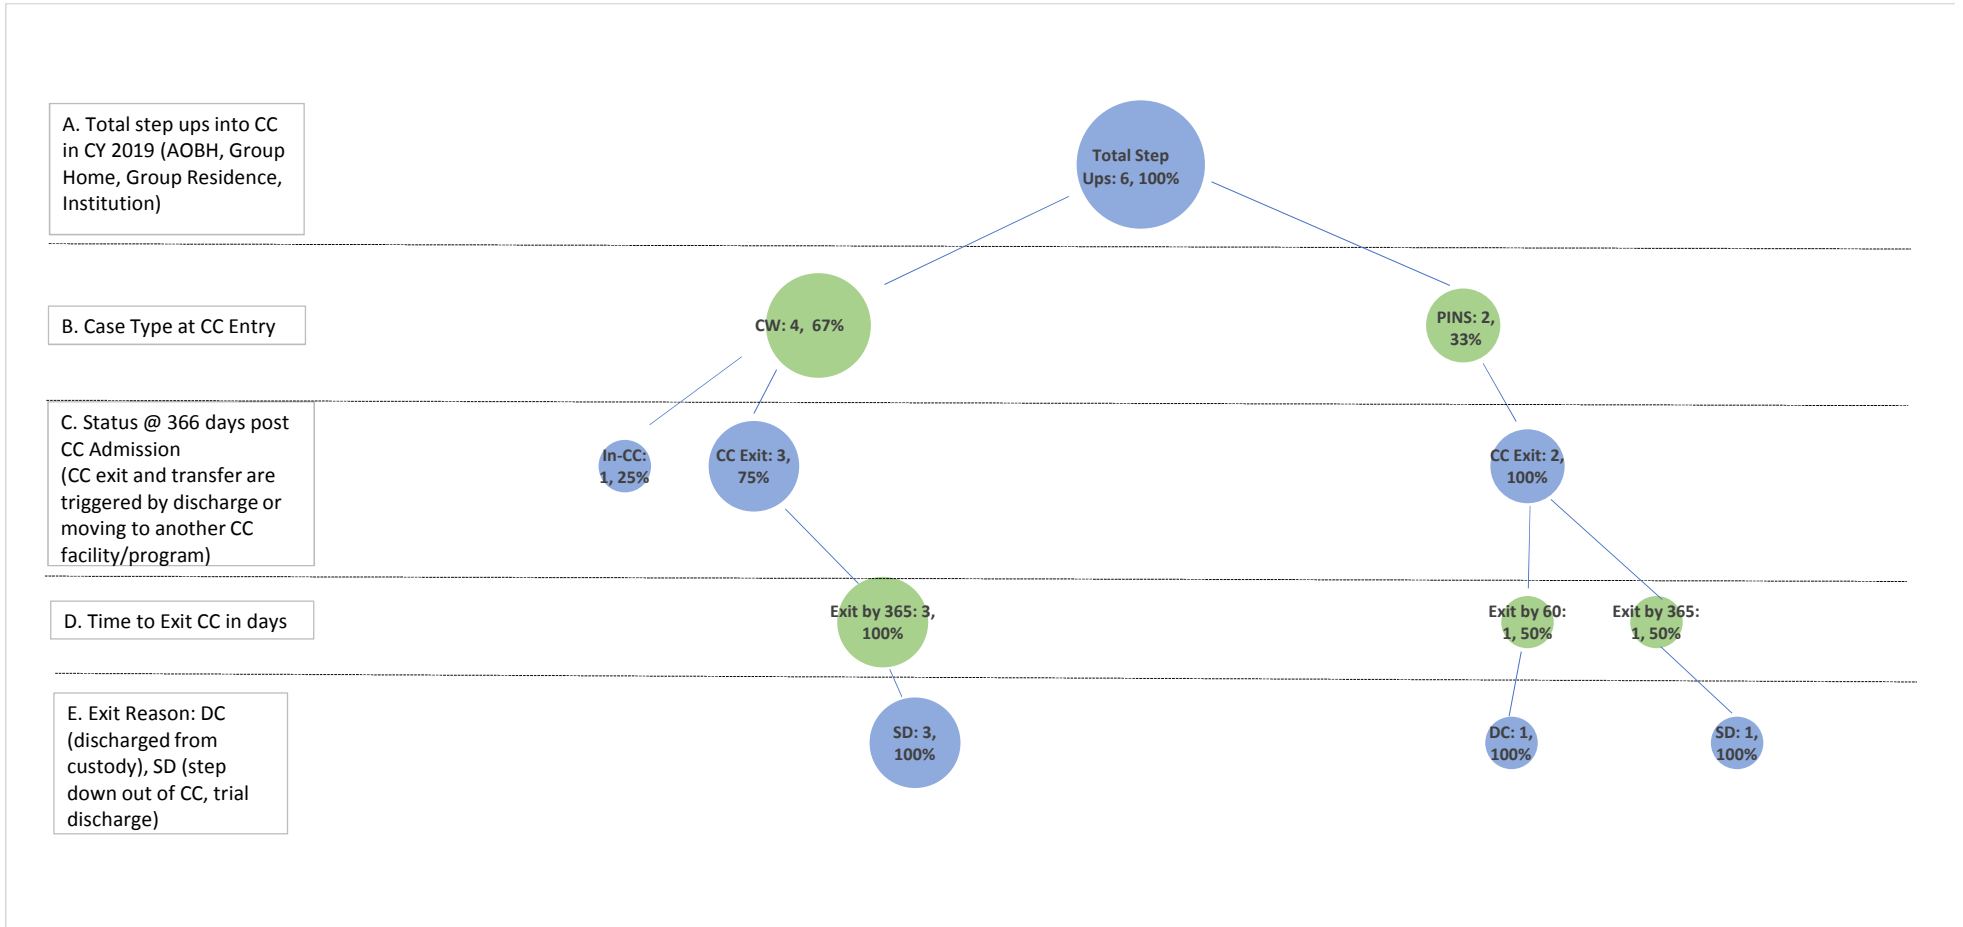 A. Total step ups into CC
in CY 2019 (AOBH, Group
Home, Group Residence,
Institution)
Total Step
Ups: 6, 100%
B. Case Type at CC Entry
CW: 4,  67%
PINS: 2,
33%
C. Status @ 366 days post
CC Admission
(CC exit and transfer are
triggered by discharge or
moving to another CC
facility/program)
In-CC:
1, 25%
CC Exit: 3,
75%
CC Exit: 2,
100%
D. Time to Exit CC in days
Exit by 365: 3,
100%
Exit by 60:
1, 50%
Exit by 365:
1, 50%
E. Exit Reason: DC
(discharged from
custody), SD (step
down out of CC, trial
discharge)
SD: 3,
100%
DC: 1,
100%
SD: 1,
100%